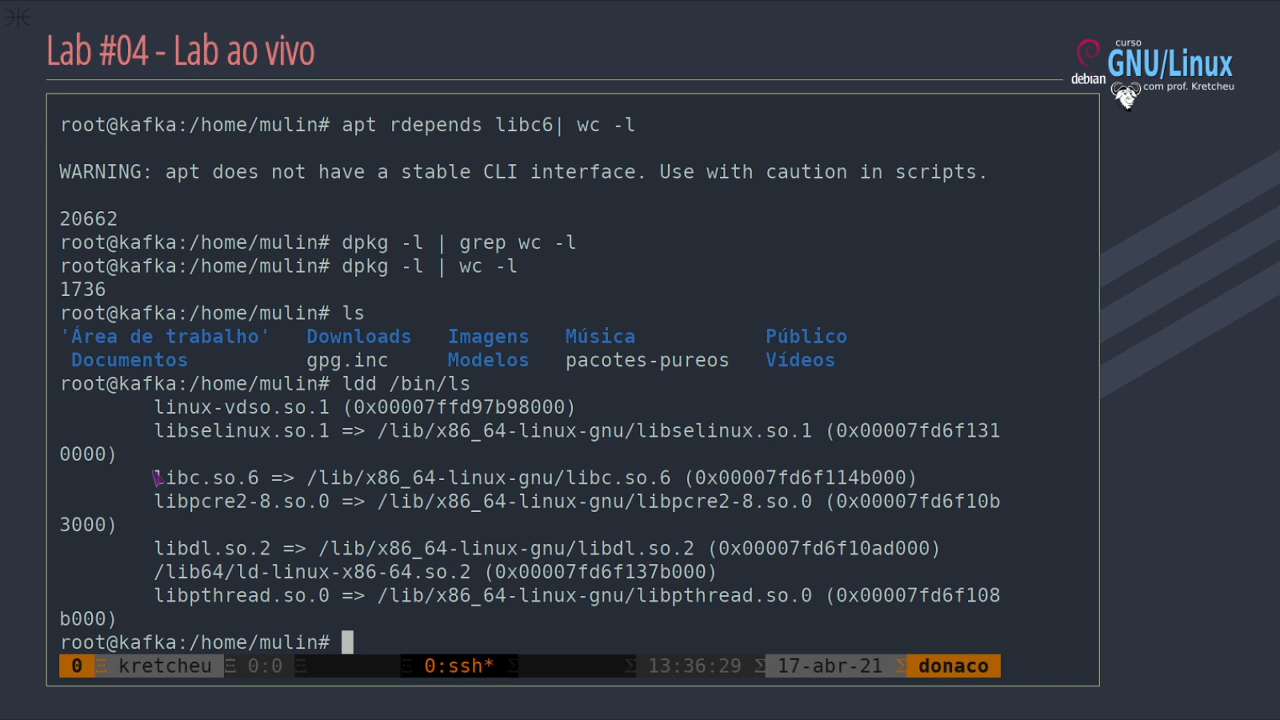 Lab #04 - Lab ao vivo
curso
GNU/Linux
debian
com prof. Kretcheu
root@kafka:/home/mulin# apt rdepends libc6| wc -l
WARNING: apt does not have a stable CLI interface. Use with caution in scripts.
20662
root@kafka:/home/mulin# dpkg -l | grep wc -l
root@kafka:/home/mulin# dpkg -l | wc -l
1736
root@kafka:/home/mulin# ls
'Área de trabalho' Downloads Imagens Música Público
Documentos gpg.inc Modelos pacotes-pureos Vídeos
root@kafka:/home/mulin# ldd /bin/ls
linux-vdso.so.1 (0x00007ffd97b98000)
libselinux.so.1 => /lib/x86_64-linux-gnu/libselinux.so.1 (0x00007fd6f131
0000)
libc.so.6 => /lib/x86_64-linux-gnu/libc.so.6 (0x00007fd6f114b000)
libpcre2-8.so.0 => /lib/x86_64-linux-gnu/libpcre2-8.so.0 (0x00007fd6f10b
3000)
libdl.so.2 => /lib/x86_64-linux-gnu/libdl.so.2 (0x00007fd6f10ad000)
/lib64/ld-linux-x86-64.so.2 (0x00007fd6f137b000)
libpthread.so.0 => /lib/x86_64-linux-gnu/libpthread.so.0 (0x00007fd6f108
b000)
root@kafka:/home/mulin#
0 Ξ kretcheu Ξ 0:0 Ξ Ξ 0:ssh* Σ Σ 13:36:29 Σ 17-abr-21 Σ donaco